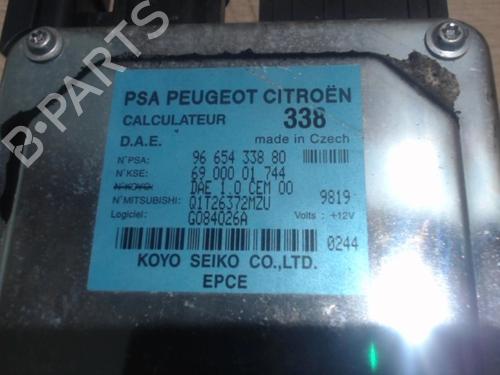 PSA PEUGEOT CITROËN
CALCULATEUR 338
D.A.E. made in Czech
N°PSA: 96 654 338 80
N°KSE: 69 000 01 744
N°KOYO: DAE 1.0 CEM 00
N°MITSUBISHI: Q1T26372MZU 9819
Logiciel: G084026A Volts : +12V
0244
KOYO SEIKO CO.,LTD.
EPCE
B-PARTS